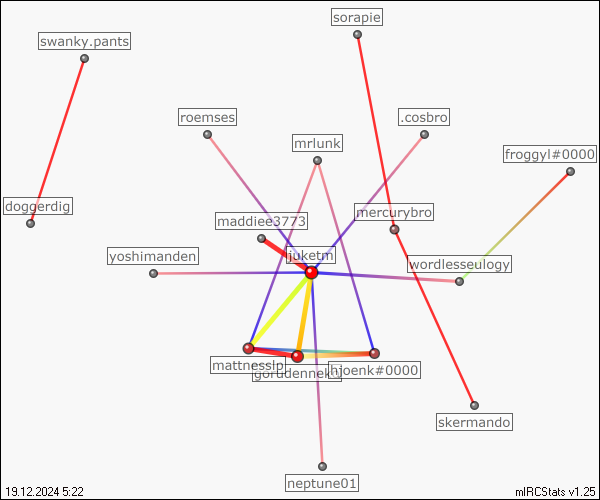 sorapie
swanky.pants
roemses
.cosbro
mrlunk
froggyl#0000
doggerdig
maddiee3773
mercurybro
juketm
yoshimanden
wordlesseulogy
mattnesslp
hjoenk#0000
skermando
neptune01
19.12.2024 5:22
mIRCStats v1.25